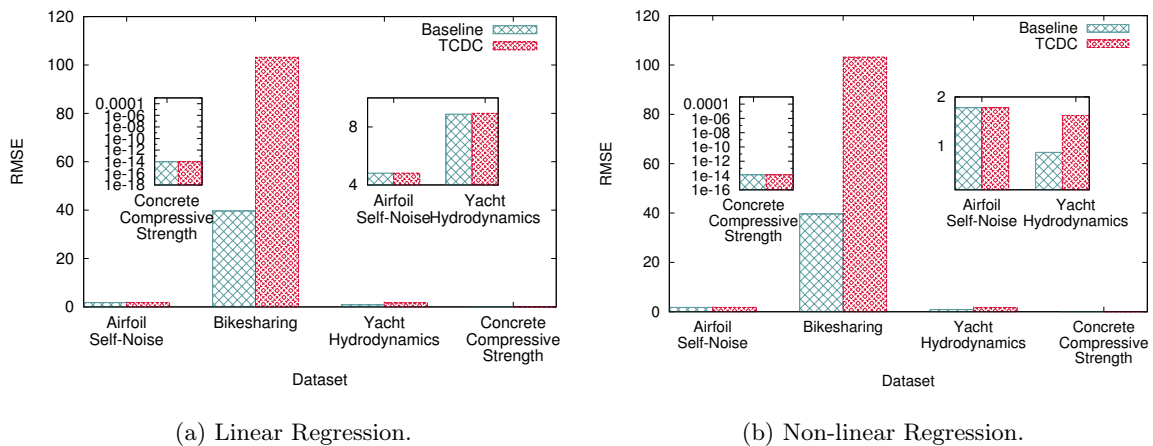 120
100
80
60
40
20
0
RMSE
Baseline
TCDC
0.0001
1e-06
1e-08
1e-10
1e-12
1e-14
1e-16
1e-18
Concrete
Compressive
Strength
8
4
Airfoil
Self-Noise
Yacht
Hydrodynamics
Airfoil
Self-Noise
Bikesharing
Yacht
Hydrodynamics
Concrete
Compressive
Strength
Dataset
(a) Linear Regression.
120
100
80
60
40
20
0
RMSE
Baseline
TCDC
0.0001
1e-06
1e-08
1e-10
1e-12
1e-14
1e-16
Concrete
Compressive
Strength
2
1
Airfoil
Self-Noise
Yacht
Hydrodynamics
Airfoil
Self-Noise
Bikesharing
Yacht
Hydrodynamics
Concrete
Compressive
Strength
Dataset
(b) Non-linear Regression.